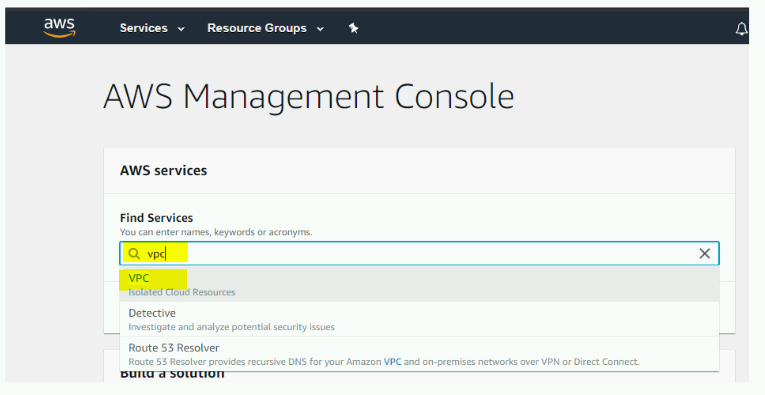 aws
Services
Resource Groups
AWS Management Console
AWS services
Find Services
You can enter names, keywords or acronyms.
vpc
VPC
Isolated Cloud Resources
Detective
Investigate and analyze potential security issues
Route 53 Resolver
Route 53 Resolver provides recursive DNS for your Amazon VPC and on-premises networks over VPN or Direct Connect.
Build a solution